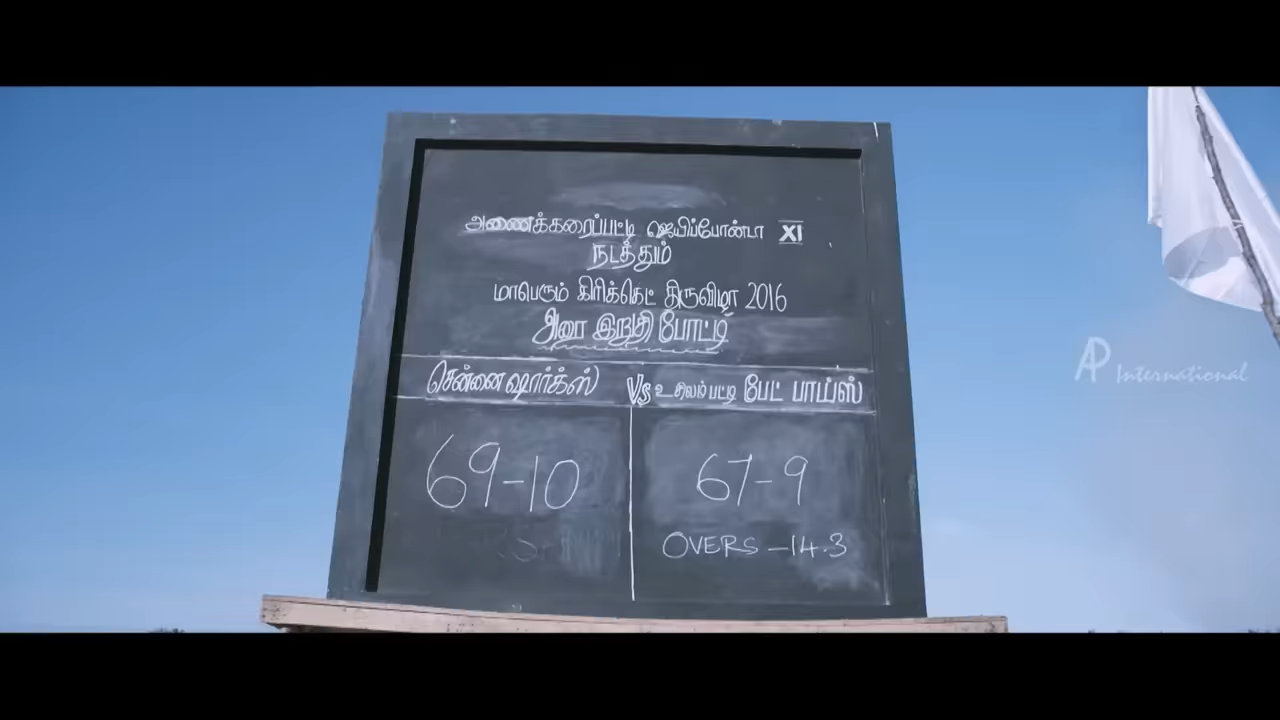 அணைக்கரைப்பட்டி ஜெயிப்போன்டா XI
நடத்தும்
மாபெரும் கிரிக்கெட் திருவிழா 2016
அரை இறுதி போட்டி
சென்னை ஷார்க்ஸ் Vs உசிலம்பட்டி பேட் பாய்ஸ்
69-10 67-9
OVERS -14.3
AP International